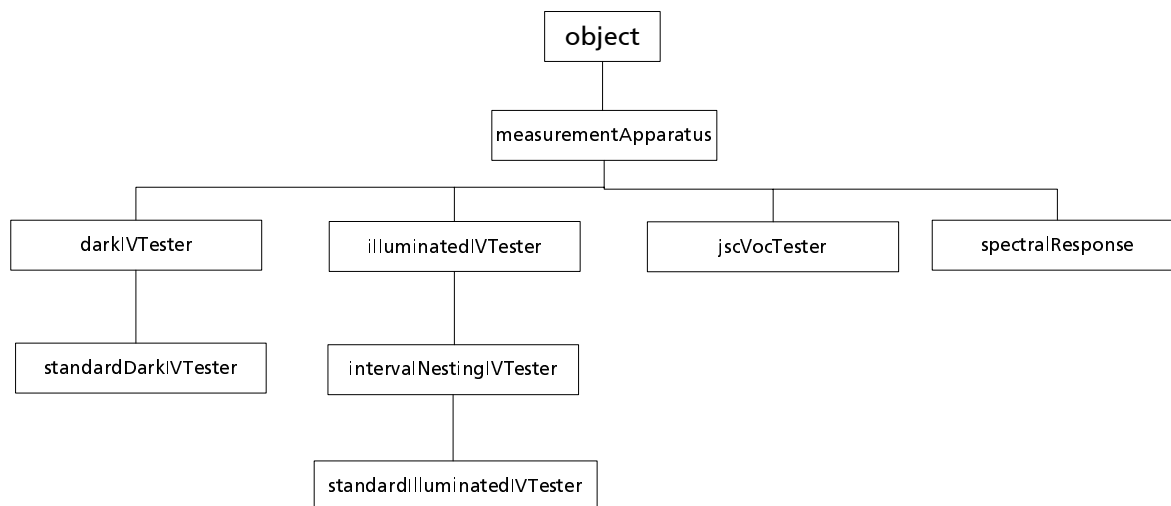 object
measurementApparatus
darkIVTester
illuminatedIVTester
jscVocTester
spectralResponse
standardDarkIVTester
intervalNestingIVTester
standardIlluminatedIVTester